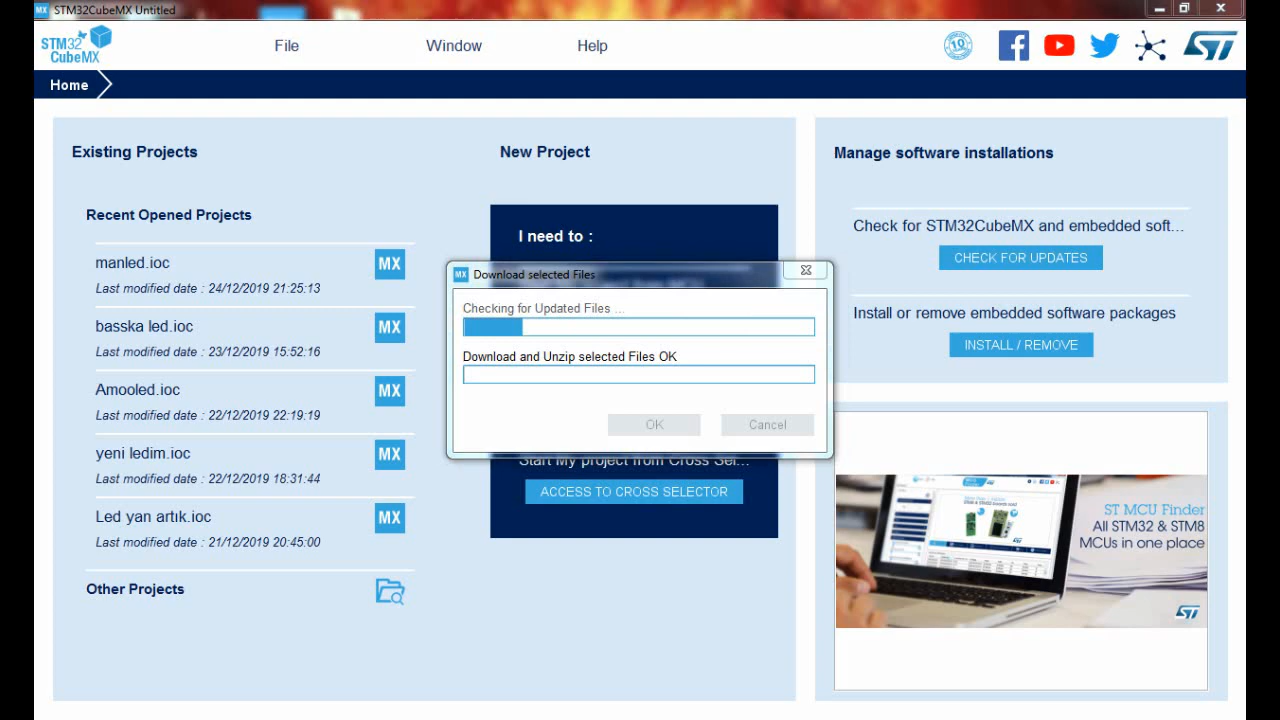 MX STM32CubeMX Untitled
STM32
CubeMX
File
Window
Help
10
ST
Home
Existing Projects
Recent Opened Projects
manled.ioc
MX
Last modified date : 24/12/2019 21:25:13
basska led.ioc
MX
Last modified date : 23/12/2019 15:52:16
Amooled.ioc
MX
Last modified date : 22/12/2019 22:19:19
yeni ledim.ioc
MX
Last modified date : 22/12/2019 18:31:44
Led yan artık.ioc
MX
Last modified date : 21/12/2019 20:45:00
Other Projects
New Project
I need to :
MX Download selected Files
Checking for Updated Files ...
Download and Unzip selected Files OK
OK
Cancel
Start My project from Cross Sel...
ACCESS TO CROSS SELECTOR
Manage software installations
Check for STM32CubeMX and embedded soft...
CHECK FOR UPDATES
Install or remove embedded software packages
INSTALL / REMOVE
ST MCU Finder
All STM32 & STM8
MCUs in one place
ST